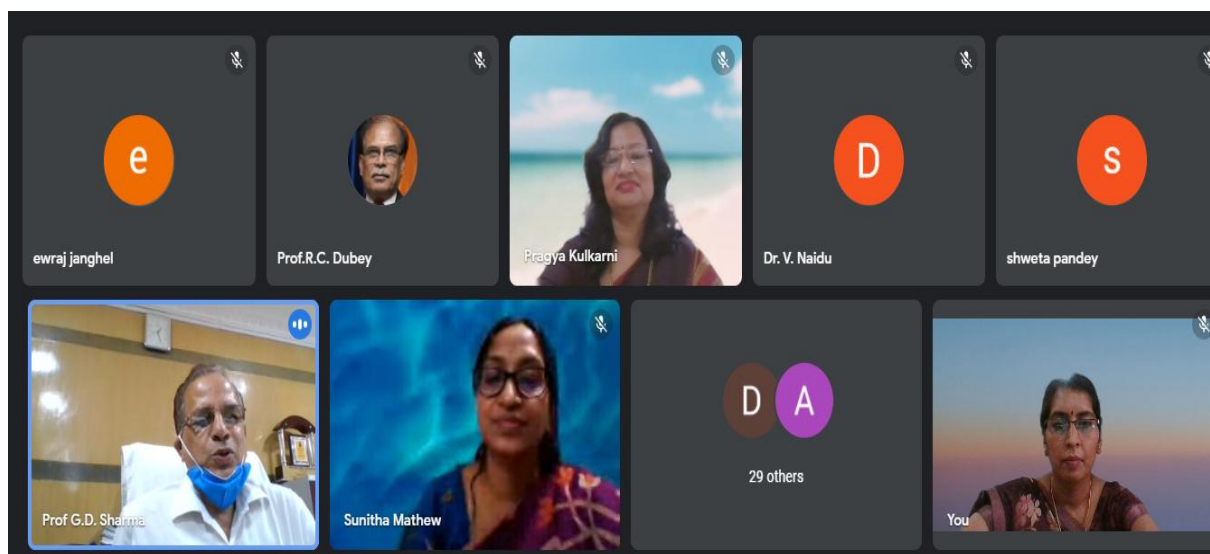 e
ewraj janghel
Prof.R.C. Dubey
Pragya Kulkarni
D
Dr. V. Naidu
s
shweta pandey
Prof G.D. Sharma
Sunitha Mathew
D A
29 others
You